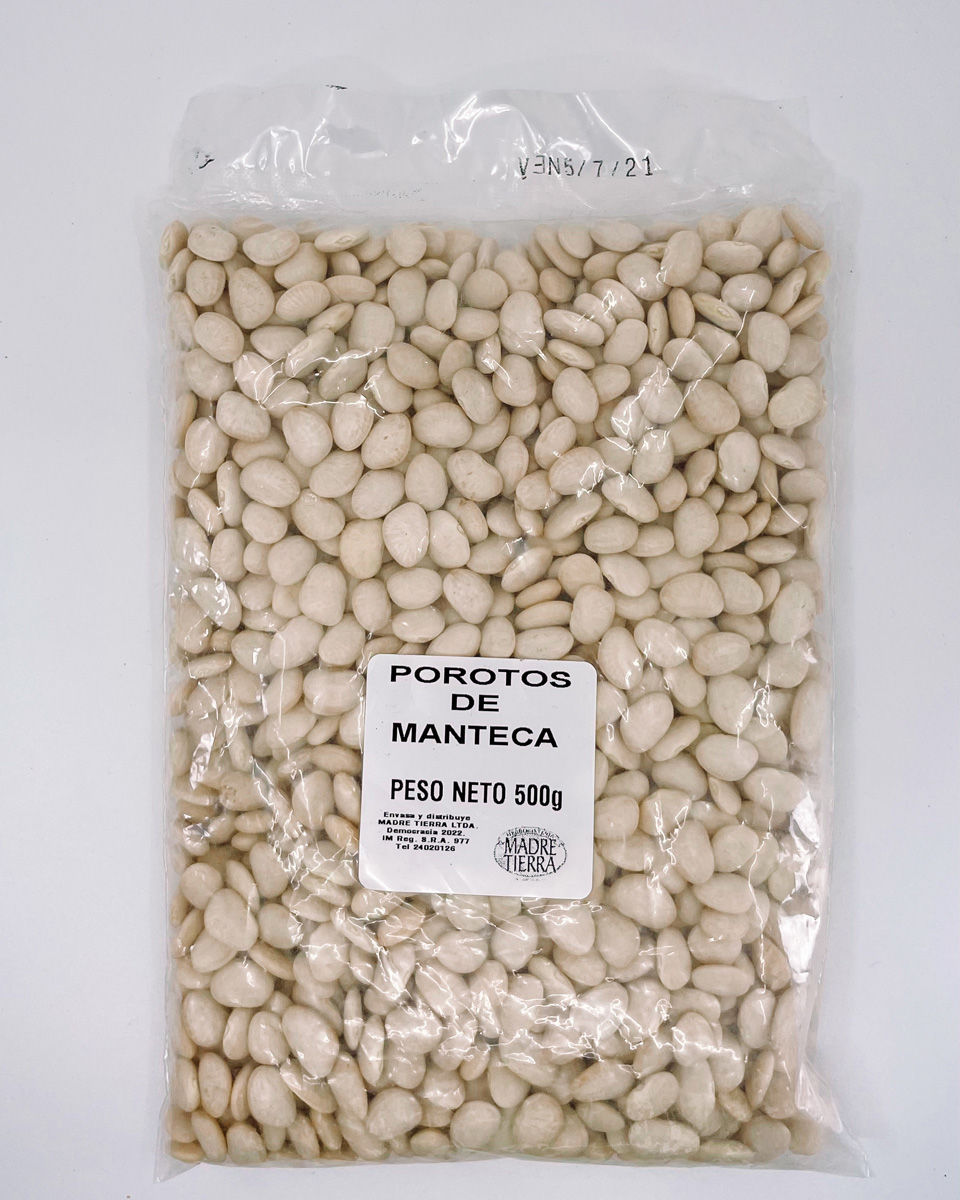 VEN5/7/21
POROTOS
DE
MANTECA
PESO NETO 500g
Envasa y distribuye
MADRE TIERRA LTDA.
Democracia 2022.
IM Reg. S.R.A. 977
Tel 24020126
MADRE
TIERRA